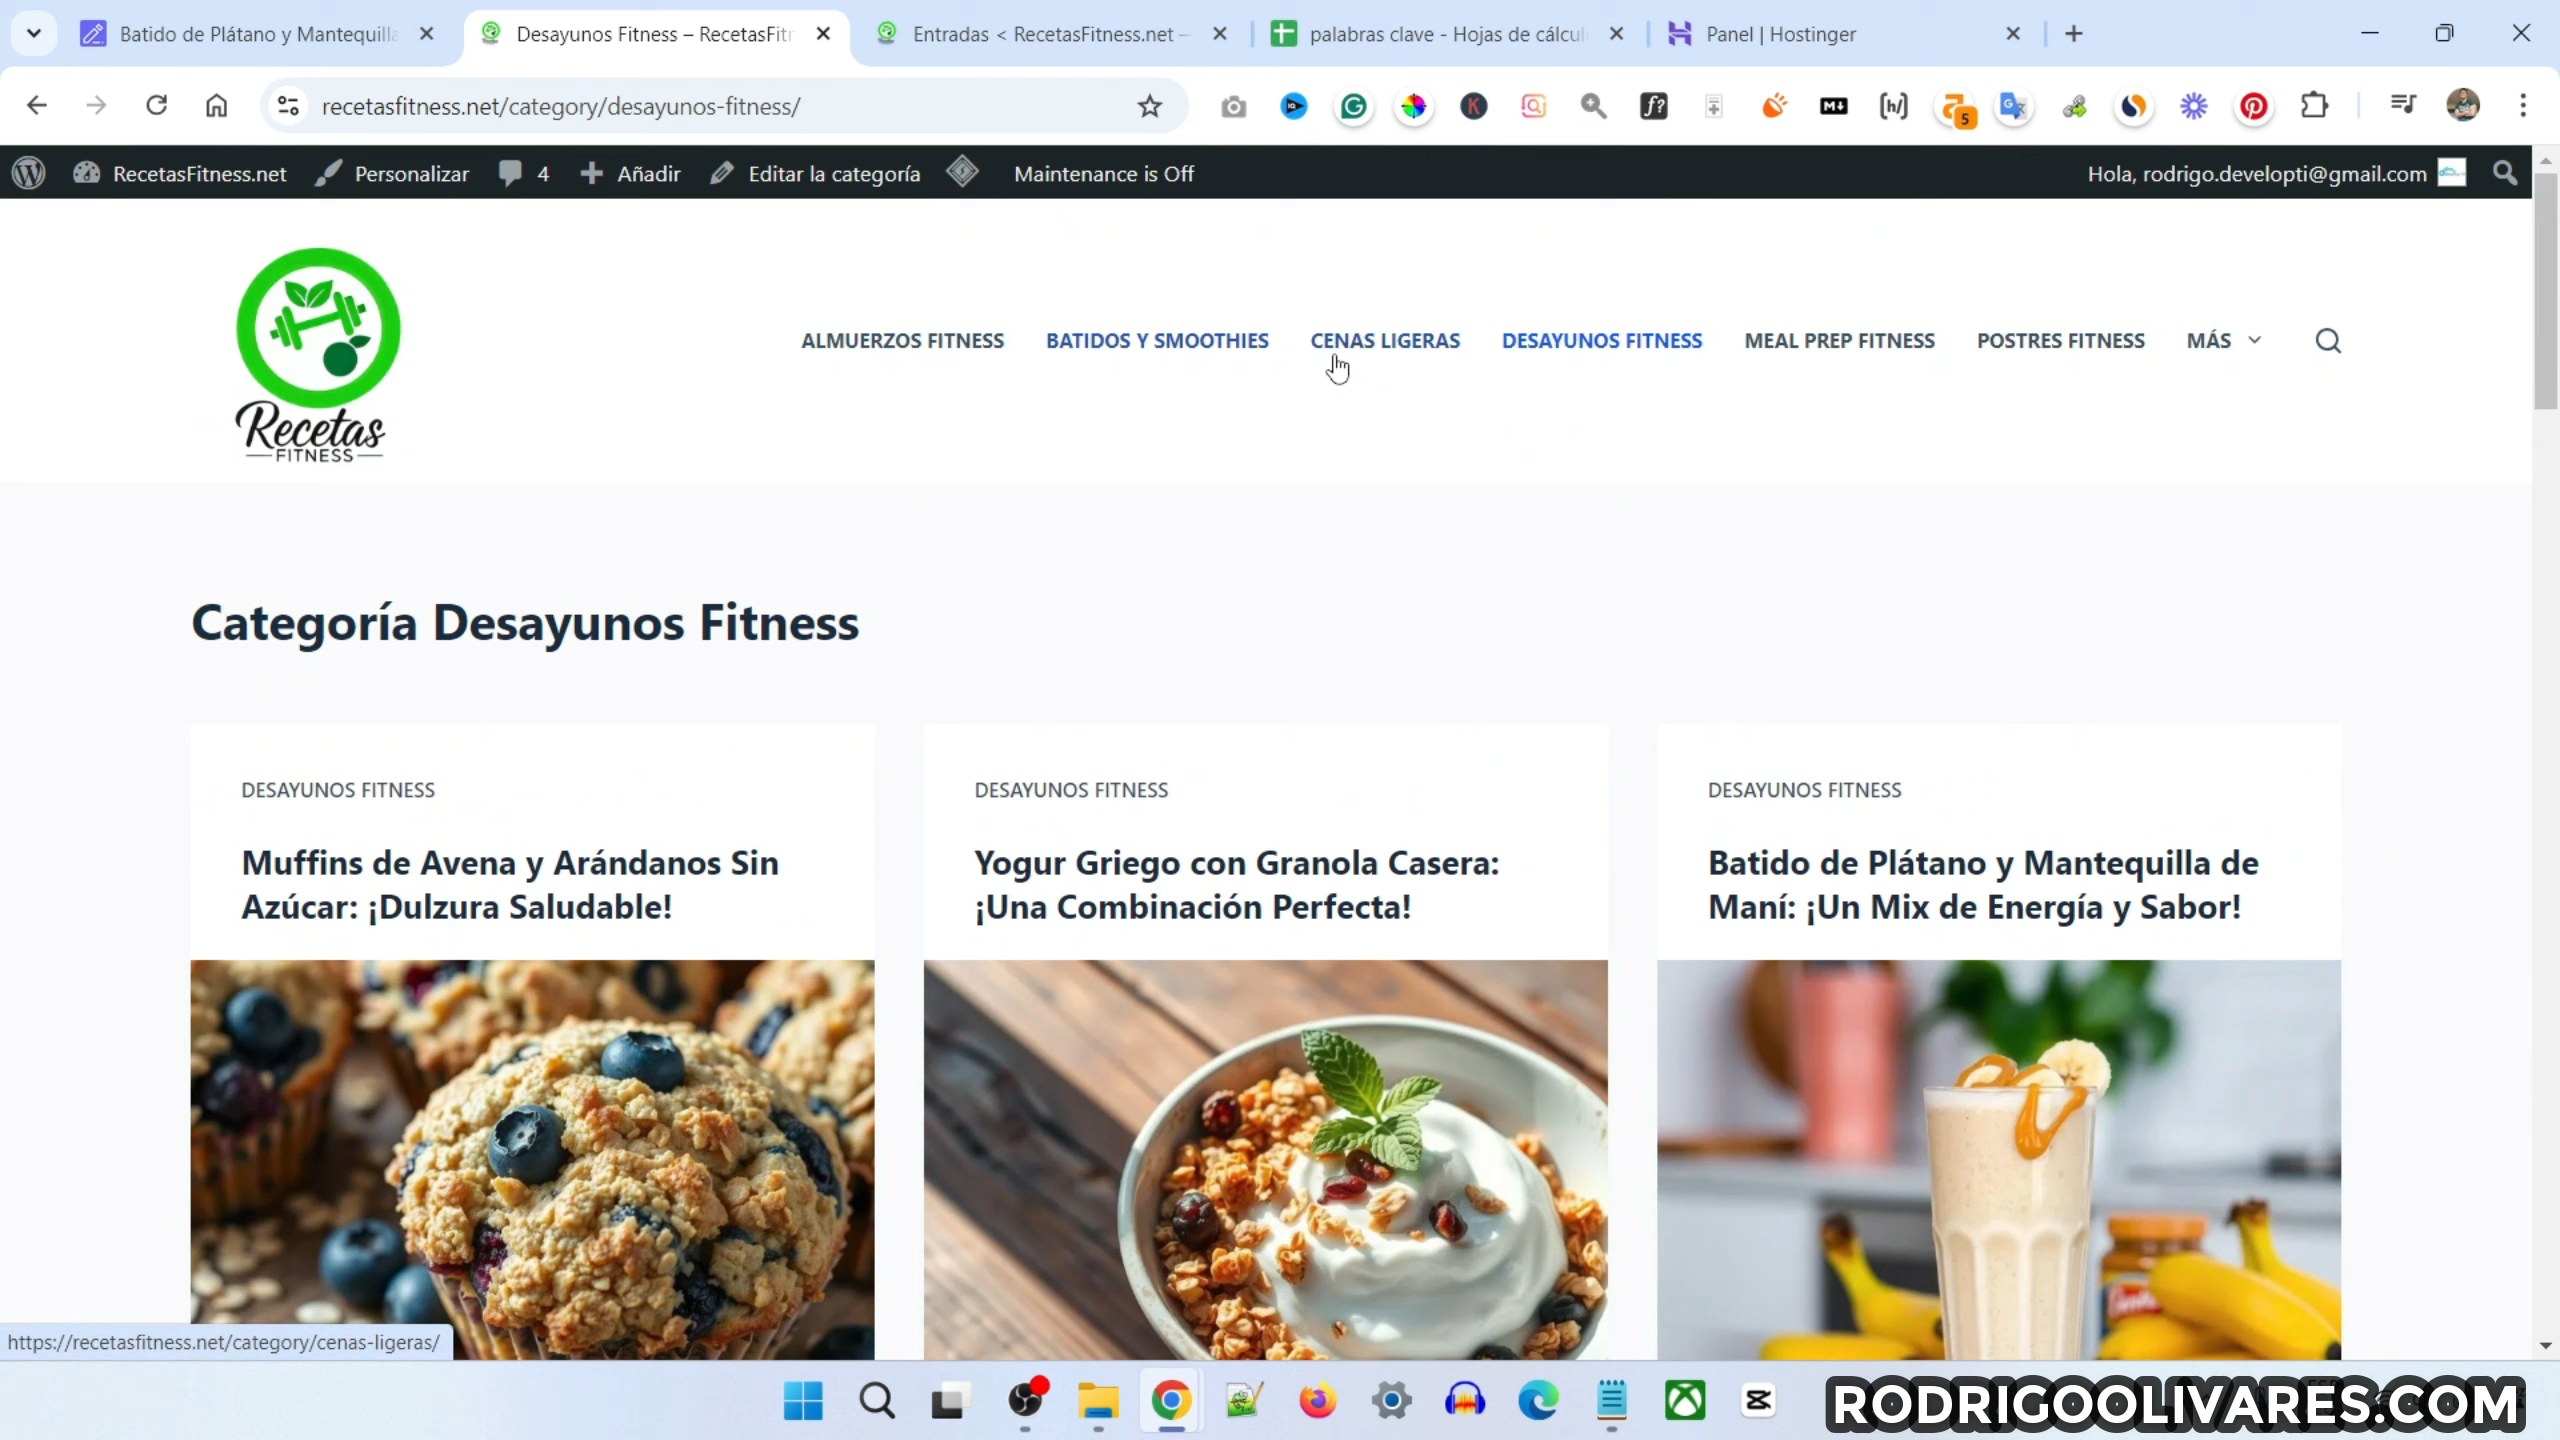 Batido de Plátano y Mantequilla
Desayunos Fitness – RecetasFitn
Entradas < RecetasFitness.net –
palabras clave - Hojas de cálcul
Panel | Hostinger
recetasfitness.net/category/desayunos-fitness/
5
RecetasFitness.net
Personalizar
4
Añadir
Editar la categoría
Maintenance is Off
Hola, rodrigo.developti@gmail.com
Recetas
FITNESS
ALMUERZOS FITNESS
BATIDOS Y SMOOTHIES
CENAS LIGERAS
DESAYUNOS FITNESS
MEAL PREP FITNESS
POSTRES FITNESS
MÁS
Categoría Desayunos Fitness
DESAYUNOS FITNESS
Muffins de Avena y Arándanos Sin
Azúcar: ¡Dulzura Saludable!
DESAYUNOS FITNESS
Yogur Griego con Granola Casera:
¡Una Combinación Perfecta!
DESAYUNOS FITNESS
Batido de Plátano y Mantequilla de
Maní: ¡Un Mix de Energía y Sabor!
https://recetasfitness.net/category/cenas-ligeras/
RODRIGOOLIVARES.COM